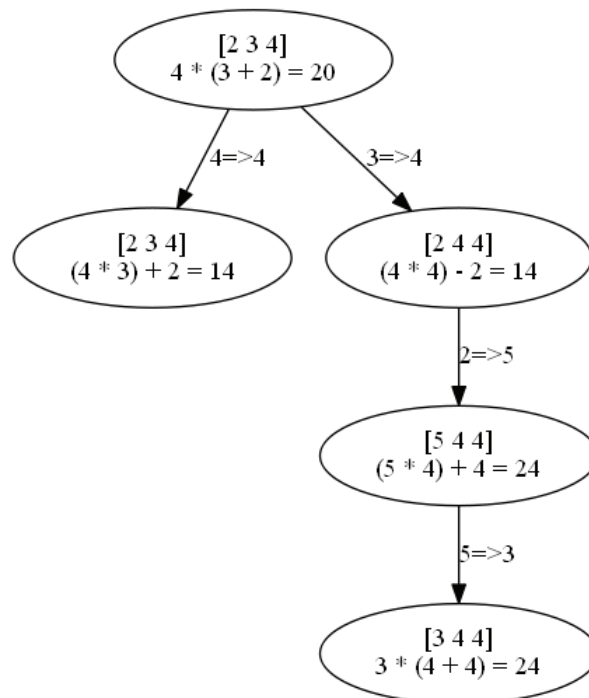 [2 3 4]
4 * (3 + 2) = 20
4=>4
3=>4
[2 3 4]
(4 * 3) + 2 = 14
[2 4 4]
(4 * 4) - 2 = 14
2=>5
[5 4 4]
(5 * 4) + 4 = 24
5=>3
[3 4 4]
3 * (4 + 4) = 24